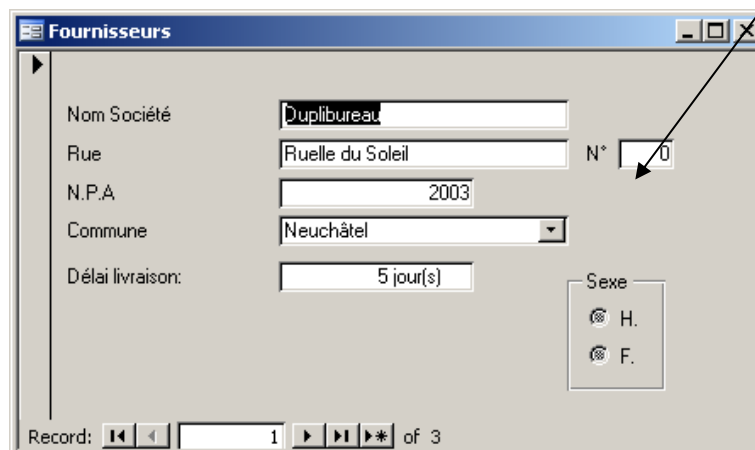 Fournisseurs
Nom Société Duplibureau
Rue Ruelle du Soleil N° 0
N.P.A 2003
Commune Neuchâtel
Délai livraison: 5 jour(s)
Sexe
H.
F.
Record: 1 of 3